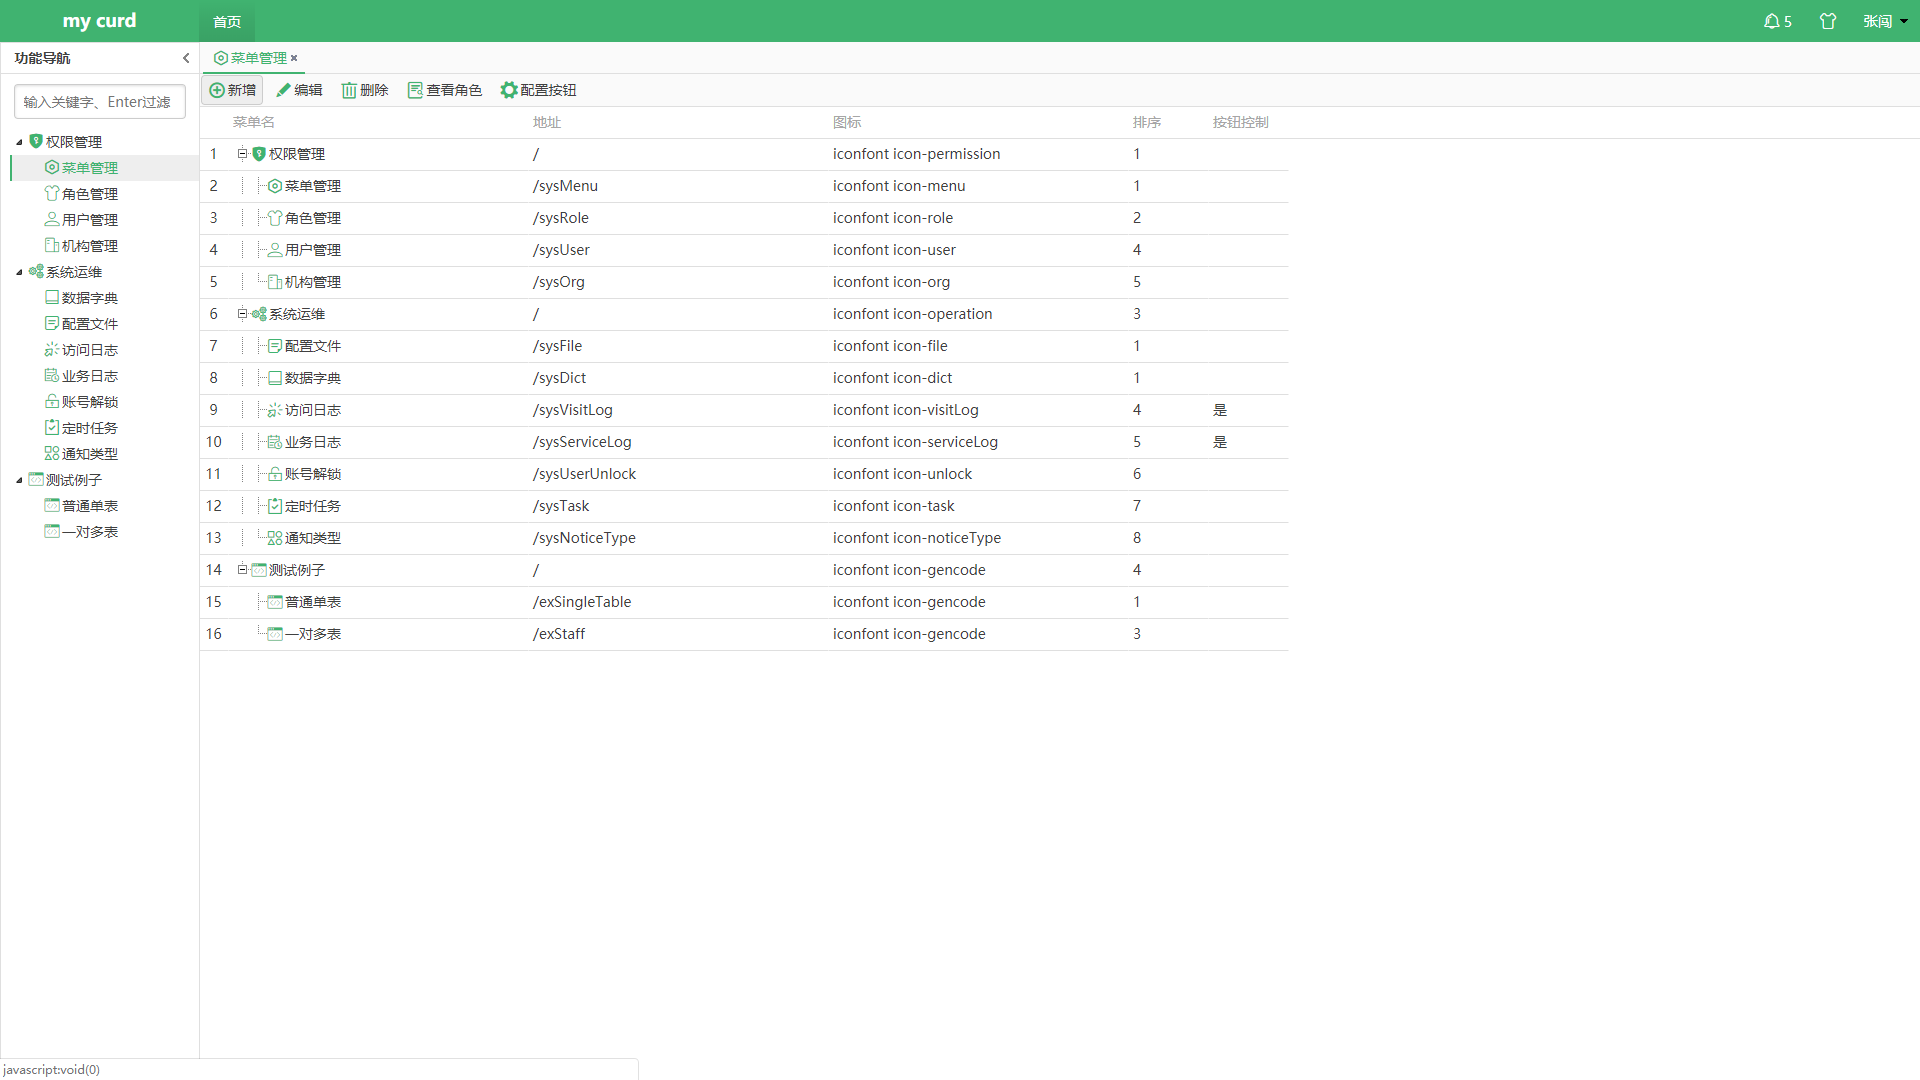 my curd 首页 5 张闯
功能导航 菜单管理
输入关键字、Enter过滤
权限管理
菜单管理
角色管理
用户管理
机构管理
系统运维
数据字典
配置文件
访问日志
业务日志
账号解锁
定时任务
通知类型
测试例子
普通单表
一对多表
新增 编辑 删除 查看角色 配置按钮
菜单名 地址 图标 排序 按钮控制
1 权限管理 / iconfont icon-permission 1
2 菜单管理 /sysMenu iconfont icon-menu 1
3 角色管理 /sysRole iconfont icon-role 2
4 用户管理 /sysUser iconfont icon-user 4
5 机构管理 /sysOrg iconfont icon-org 5
6 系统运维 / iconfont icon-operation 3
7 配置文件 /sysFile iconfont icon-file 1
8 数据字典 /sysDict iconfont icon-dict 1
9 访问日志 /sysVisitLog iconfont icon-visitLog 4 是
10 业务日志 /sysServiceLog iconfont icon-serviceLog 5 是
11 账号解锁 /sysUserUnlock iconfont icon-unlock 6
12 定时任务 /sysTask iconfont icon-task 7
13 通知类型 /sysNoticeType iconfont icon-noticeType 8
14 测试例子 / iconfont icon-gencode 4
15 普通单表 /exSingleTable iconfont icon-gencode 1
16 一对多表 /exStaff iconfont icon-gencode 3
javascript:void(0)